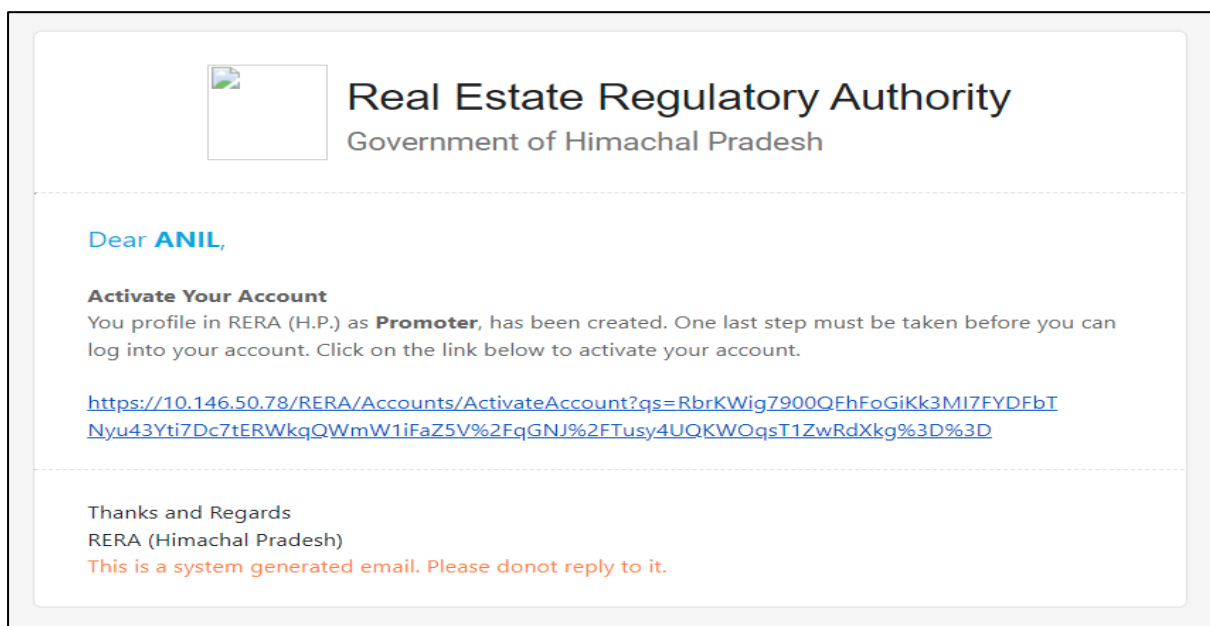 Real Estate Regulatory Authority
Government of Himachal Pradesh
Dear ANIL,
Activate Your Account
You profile in RERA (H.P.) as Promoter, has been created. One last step must be taken before you can
log into your account. Click on the link below to activate your account.
https://10.146.50.78/RERA/Accounts/ActivateAccount?qs=RbrKWig7900QFhFoGiKk3MI7FYDFbT
Nyu43Yti7Dc7tERWkqQWmW1iFaZ5V%2FqGNJ%2FTusy4UQKWOqsT1ZwRdXkg%3D%3D
Thanks and Regards
RERA (Himachal Pradesh)
This is a system generated email. Please donot reply to it.